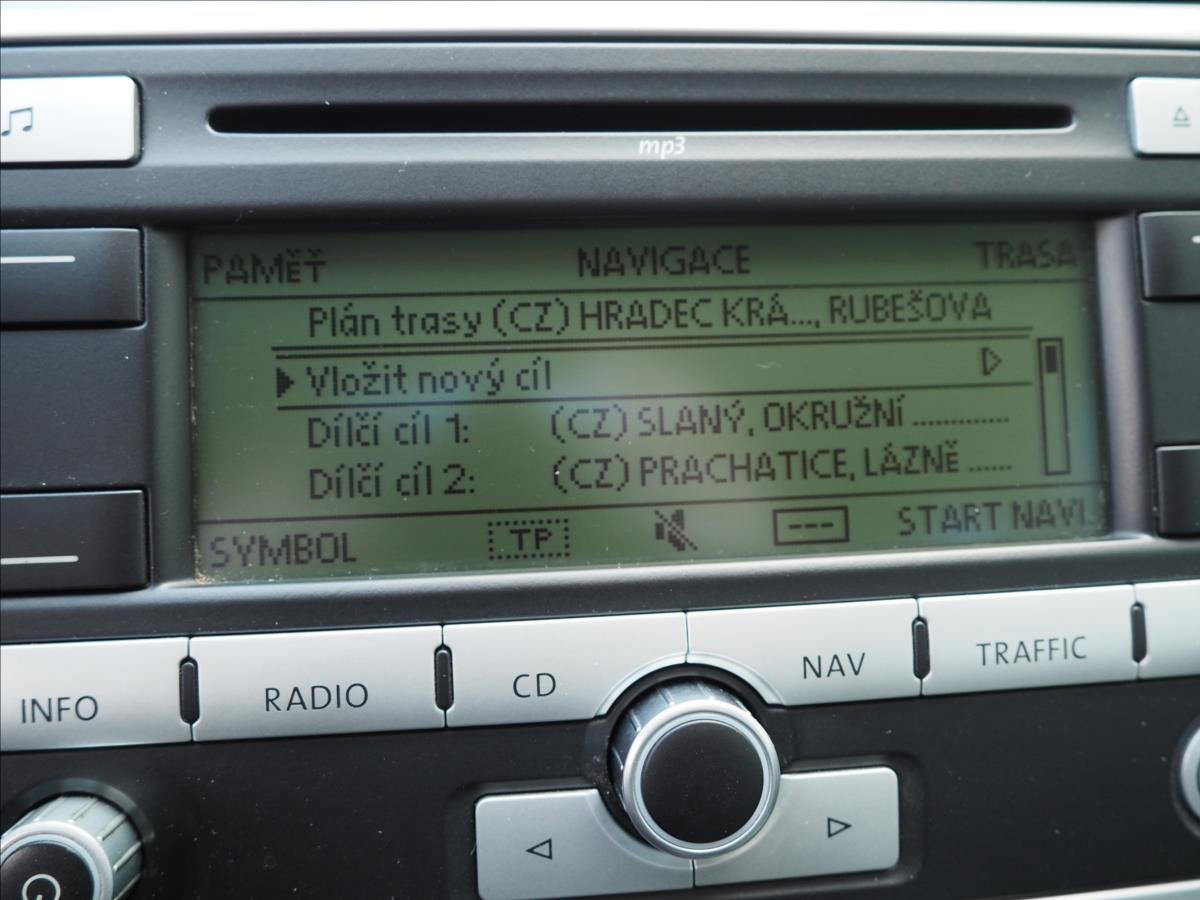 mp3
PAMĚŤ NAVIGACE TRASA
Plán trasy (CZ) HRADEC KRÁ..., RUBEŠOVA
Vložit nový cíl
Dílčí cíl 1: (CZ) SLANÝ, OKRUŽNÍ ............
Dílčí cíl 2: (CZ) PRACHATICE, LÁZNĚ ......
SYMBOL TP --- START NAVI.
INFO RADIO CD NAV TRAFFIC